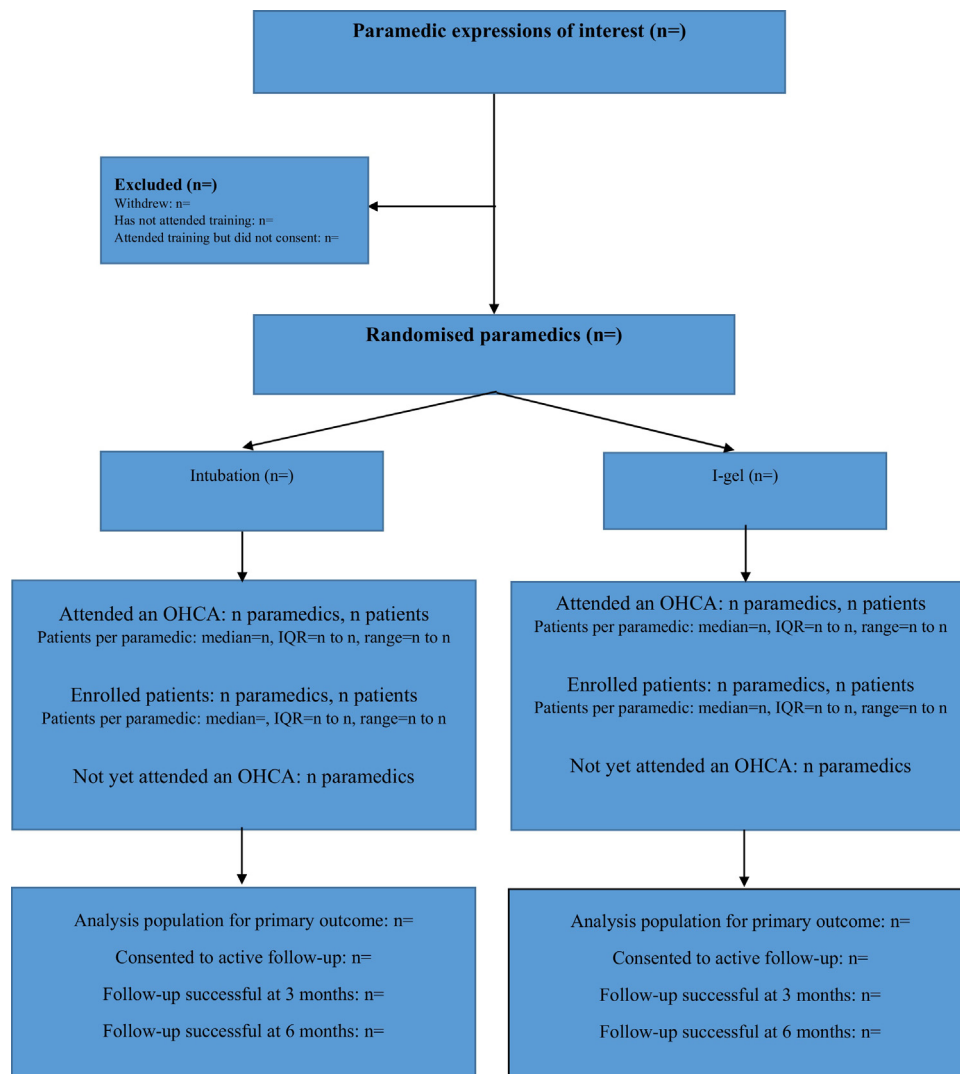 Paramedic expressions of interest (n=)
Excluded (n=)
Withdrew: n=
Has not attended training: n=
Attended training but did not consent: n=
Randomised paramedics (n=)
Intubation (n=)
I-gel (n=)
Attended an OHCA: n paramedics, n patients
Patients per paramedic: median=n, IQR=n to n, range=n to n
Enrolled patients: n paramedics, n patients
Patients per paramedic: median=, IQR=n to n, range=n to n
Not yet attended an OHCA: n paramedics
Attended an OHCA: n paramedics, n patients
Patients per paramedic: median=n, IQR=n to n, range=n to n
Enrolled patients: n paramedics, n patients
Patients per paramedic: median=n, IQR=n to n, range=n to n
Not yet attended an OHCA: n paramedics
Analysis population for primary outcome: n=
Consented to active follow-up: n=
Follow-up successful at 3 months: n=
Follow-up successful at 6 months: n=
Analysis population for primary outcome: n=
Consented to active follow-up: n=
Follow-up successful at 3 months: n=
Follow-up successful at 6 months: n=